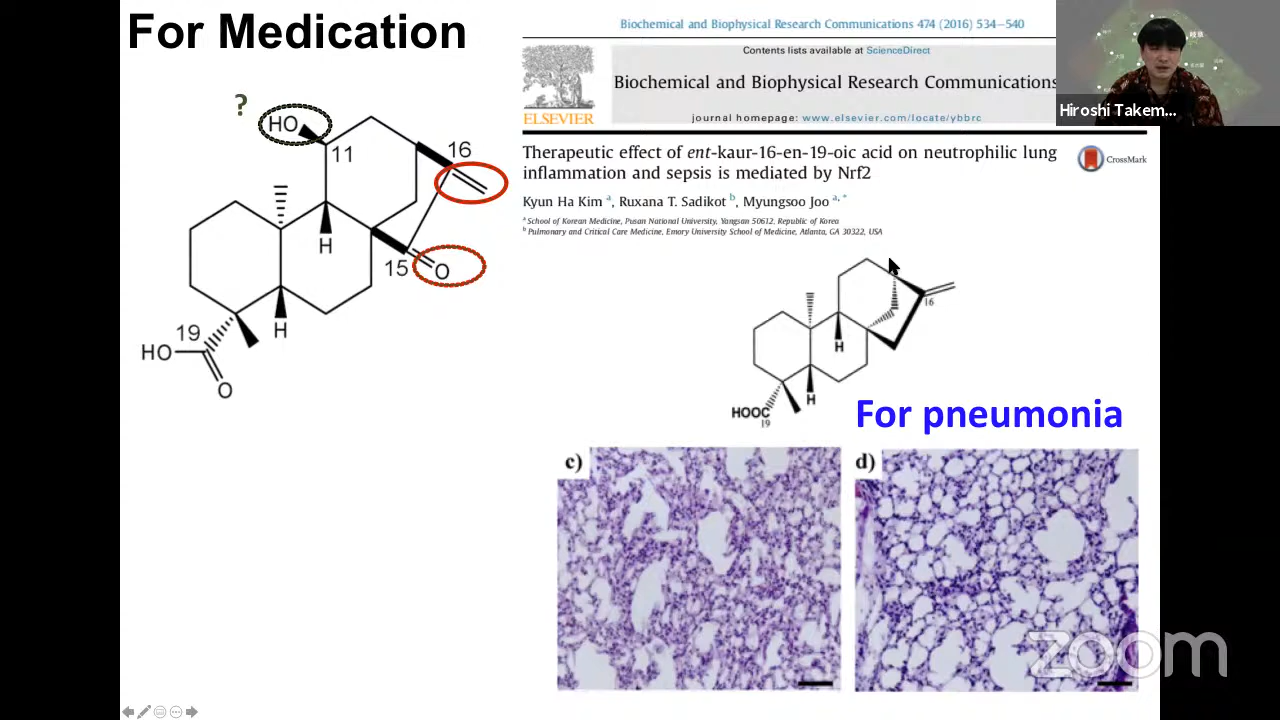 For Medication
?
HO
11
16
H
15
O
19
H
HO
O
Biochemical and Biophysical Research Communications 474 (2016) 534–540
Contents lists available at ScienceDirect
Biochemical and Biophysical Research Communications
journal homepage: www.elsevier.com/locate/ybbrc
ELSEVIER
Therapeutic effect of ent-kaur-16-en-19-oic acid on neutrophilic lung
inflammation and sepsis is mediated by Nrf2
CrossMark
Kyun Ha Kim a, Ruxana T. Sadikot b, Myungsoo Joo a, *
a School of Korean Medicine, Pusan National University, Yangsan 50612, Republic of Korea
b Pulmonary and Critical Care Medicine, Emory University School of Medicine, Atlanta, GA 30322, USA
16
H
H
HOOC
19
For pneumonia
c)
d)
Hiroshi Takem...
zoom